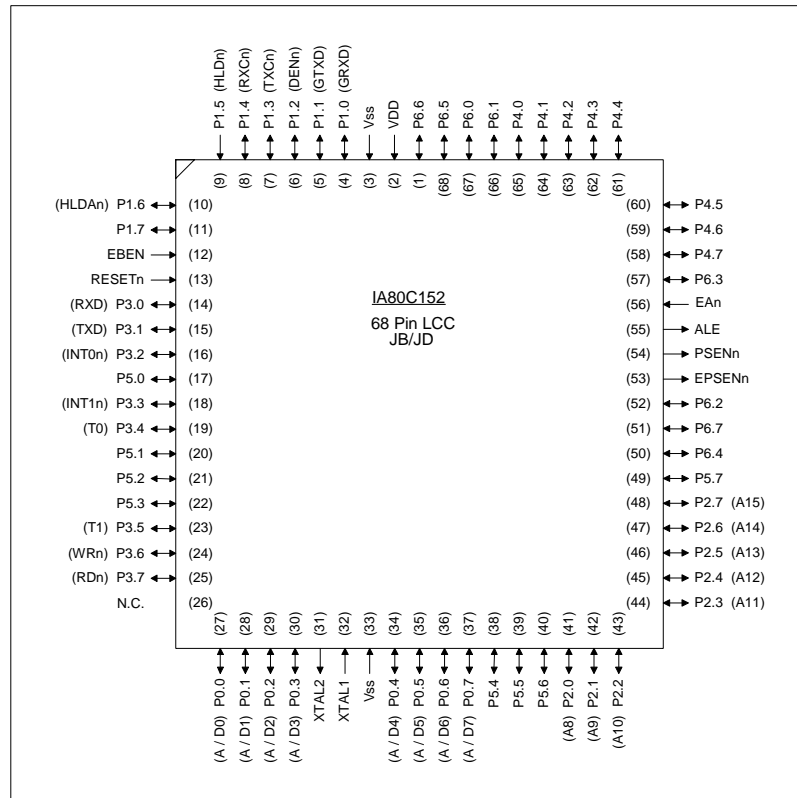 P1.5 (HLDn)
P1.4 (RXCn)
P1.3 (TXCn)
P1.2 (DENn)
P1.1 (GTXD)
P1.0 (GRXD)
Vss
VDD
P6.6
P6.5
P6.0
P6.1
P4.0
P4.1
P4.2
P4.3
P4.4
(9) (8) (7) (6) (5) (4) (3) (2) (1) (68) (67) (66) (65) (64) (63) (62) (61)
(HLDAn) P1.6 (10)
P1.7 (11)
EBEN (12)
RESETn (13)
(RXD) P3.0 (14)
(TXD) P3.1 (15)
(INT0n) P3.2 (16)
P5.0 (17)
(INT1n) P3.3 (18)
(T0) P3.4 (19)
P5.1 (20)
P5.2 (21)
P5.3 (22)
(T1) P3.5 (23)
(WRn) P3.6 (24)
(RDn) P3.7 (25)
N.C. (26)
IA80C152
68 Pin LCC
JB/JD
(60) P4.5
(59) P4.6
(58) P4.7
(57) P6.3
(56) EAn
(55) ALE
(54) PSENn
(53) EPSENn
(52) P6.2
(51) P6.7
(50) P6.4
(49) P5.7
(48) P2.7 (A15)
(47) P2.6 (A14)
(46) P2.5 (A13)
(45) P2.4 (A12)
(44) P2.3 (A11)
(27) (28) (29) (30) (31) (32) (33) (34) (35) (36) (37) (38) (39) (40) (41) (42) (43)
(A / D0) P0.0
(A / D1) P0.1
(A / D2) P0.2
(A / D3) P0.3
XTAL2
XTAL1
Vss
(A / D4) P0.4
(A / D5) P0.5
(A / D6) P0.6
(A / D7) P0.7
P5.4
P5.5
P5.6
(A8) P2.0
(A9) P2.1
(A10) P2.2